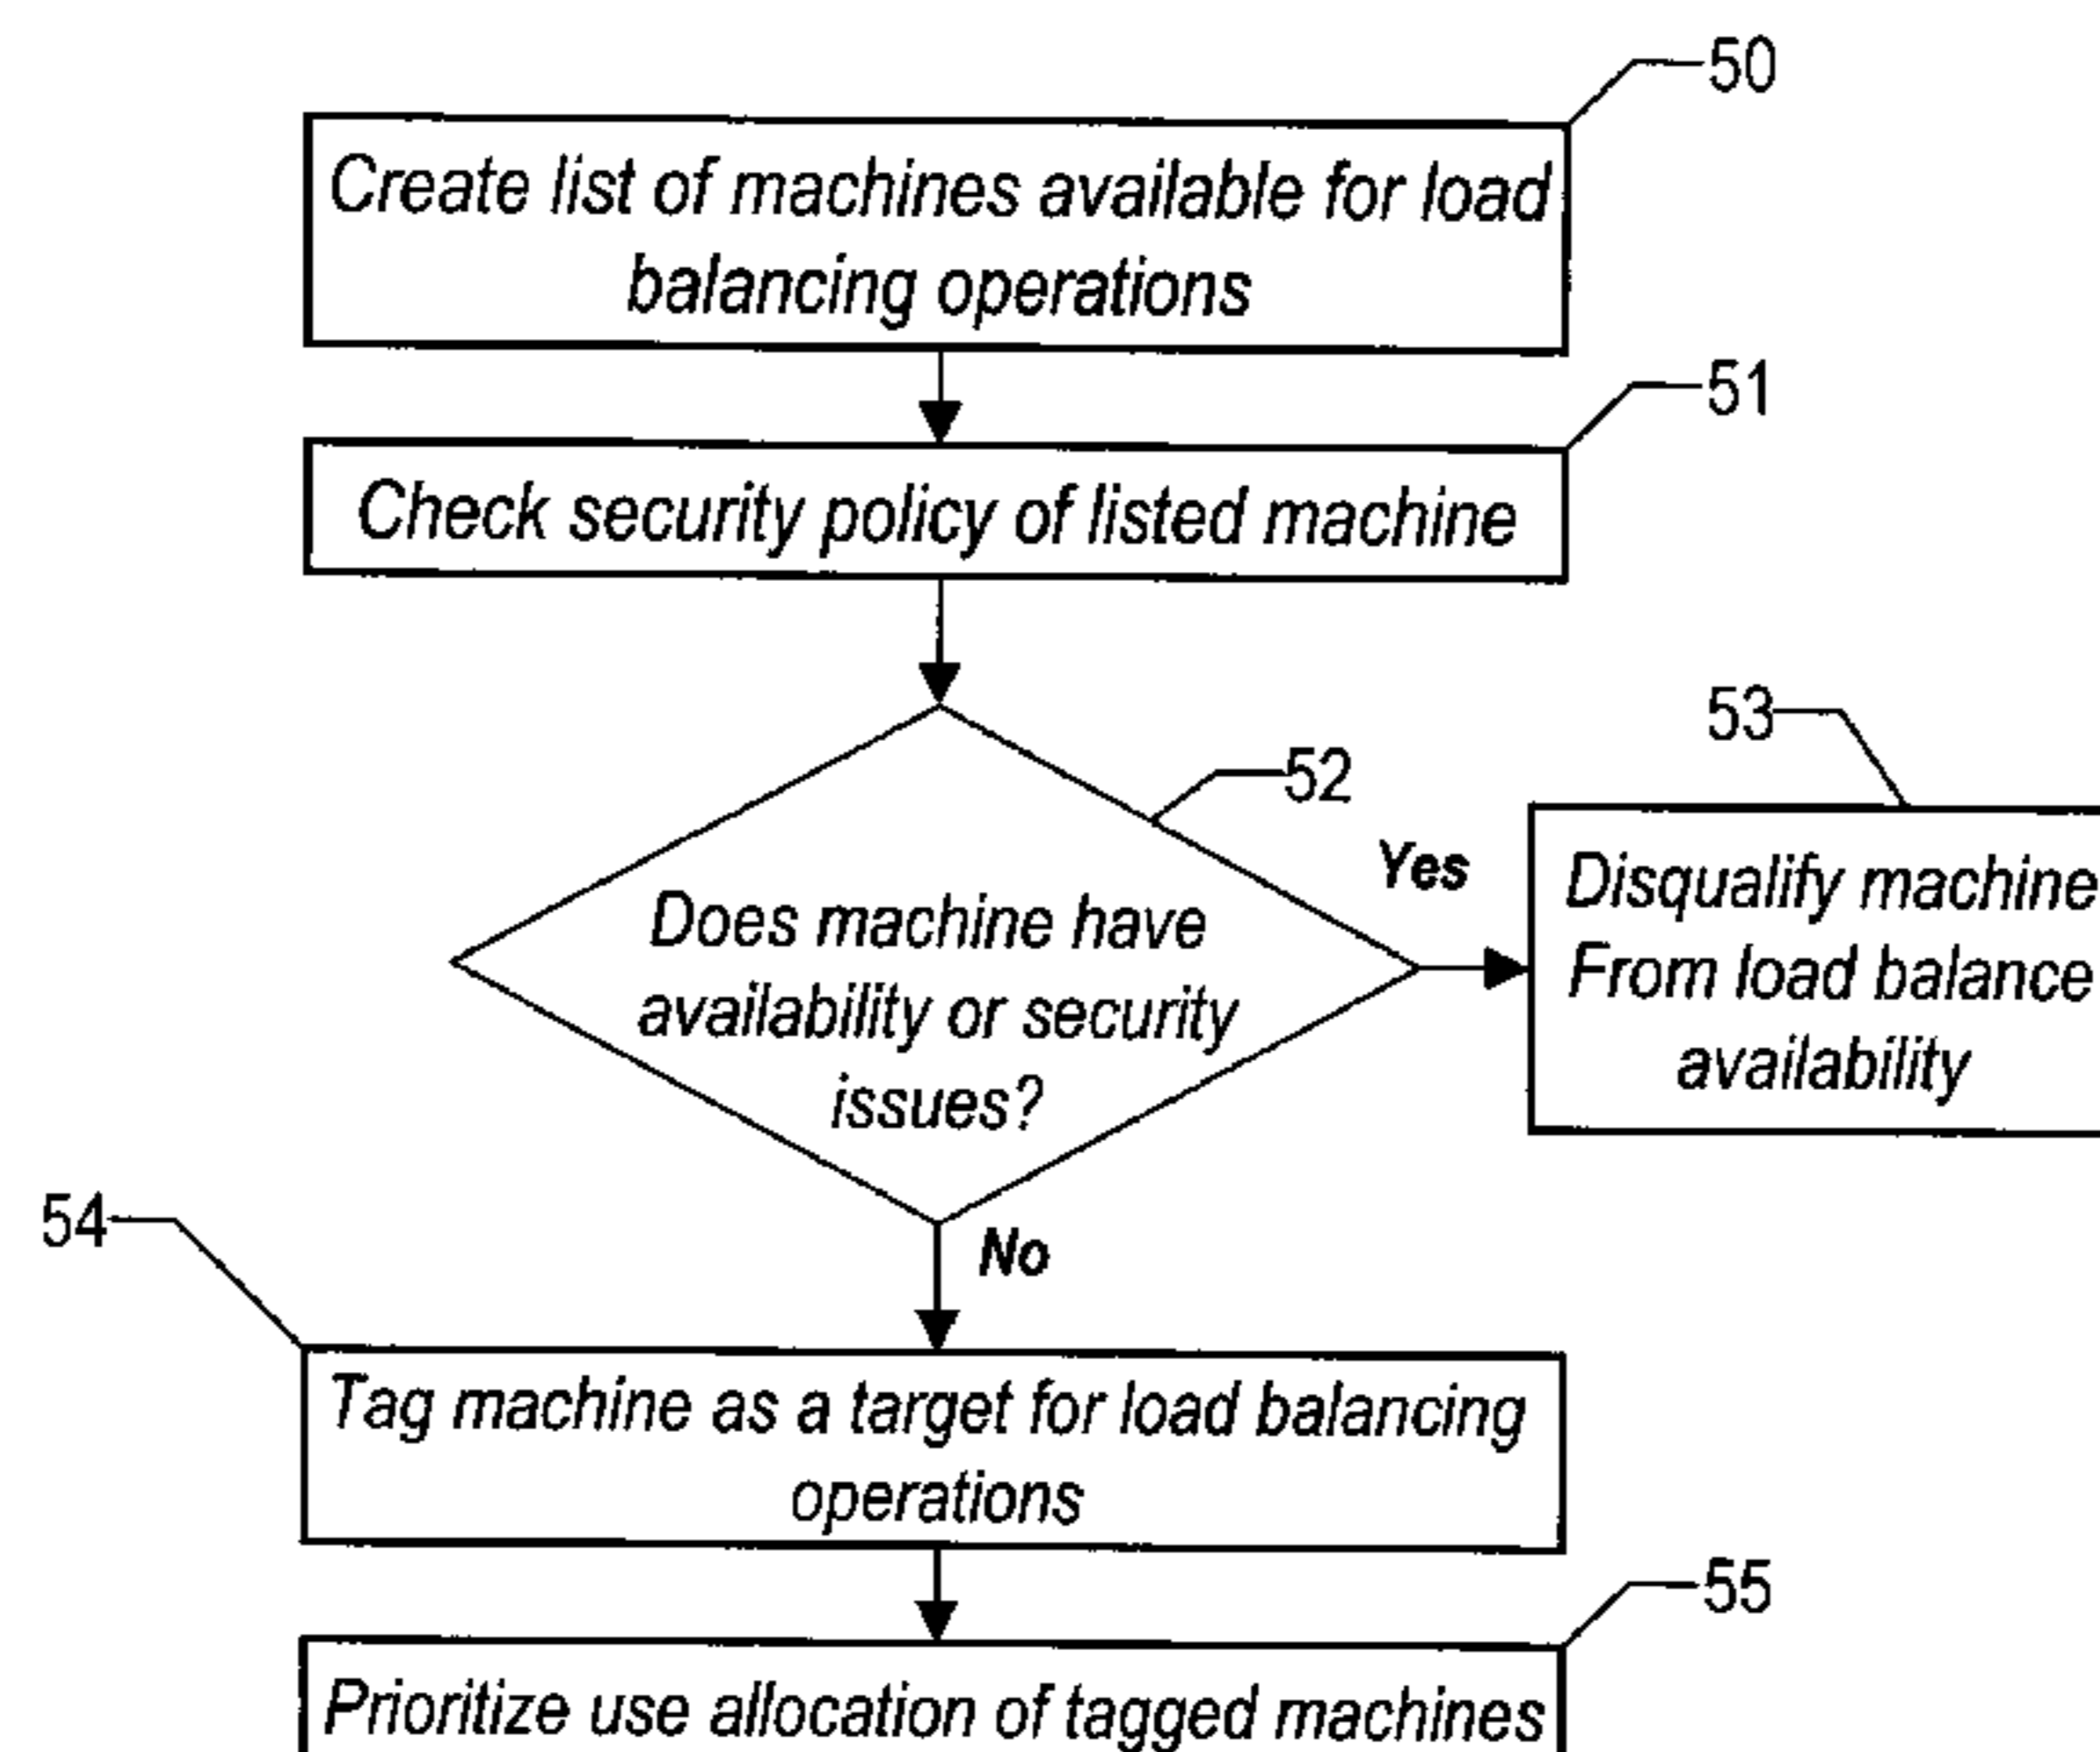 50
Create list of machines available for load
balancing operations
51
Check security policy of listed machine
52
53
Does machine have
availability or security
issues?
Yes
Disqualify machine
From load balance
availability
No
54
Tag machine as a target for load balancing
operations
55
Prioritize use allocation of tagged machines